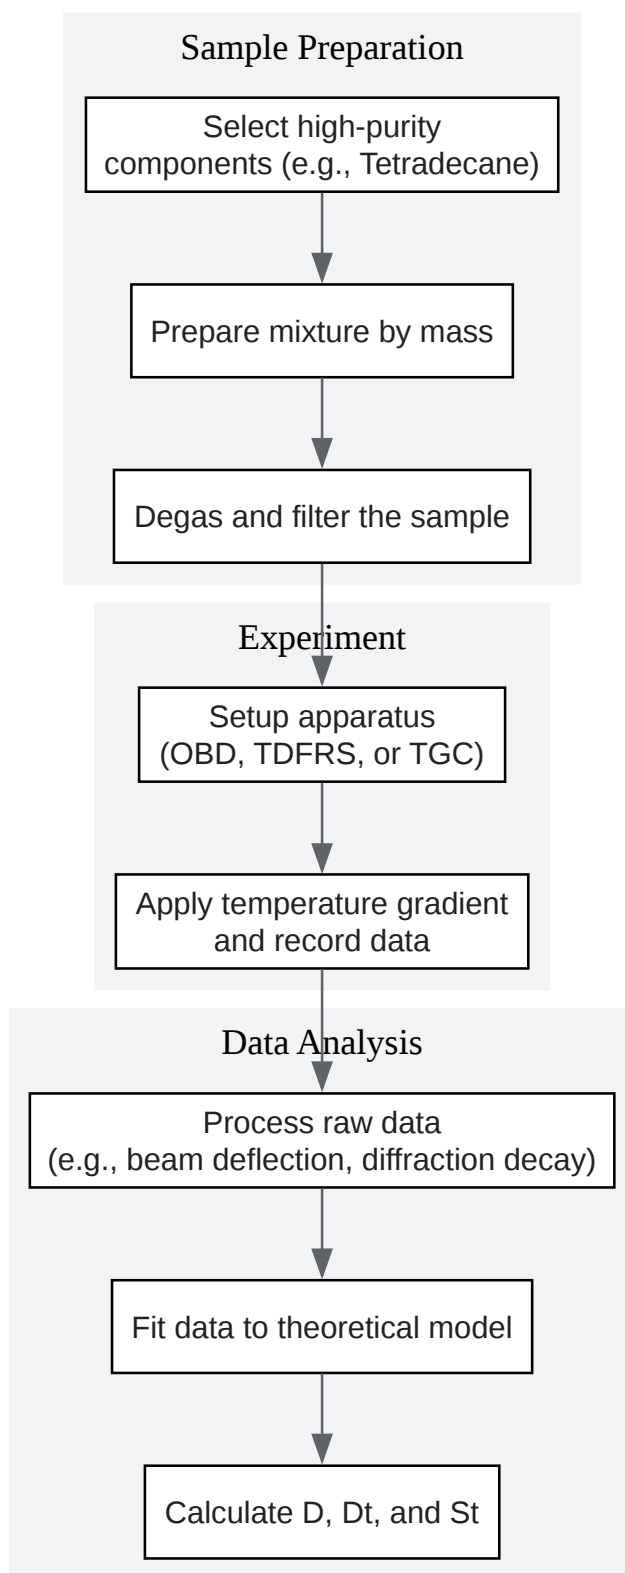 Sample Preparation
Select high-purity
components (e.g., Tetradecane)
Prepare mixture by mass
Degas and filter the sample
Experiment
Setup apparatus
(OBD, TDFRS, or TGC)
Apply temperature gradient
and record data
Data Analysis
Process raw data
(e.g., beam deflection, diffraction decay)
Fit data to theoretical model
Calculate D, Dt, and St